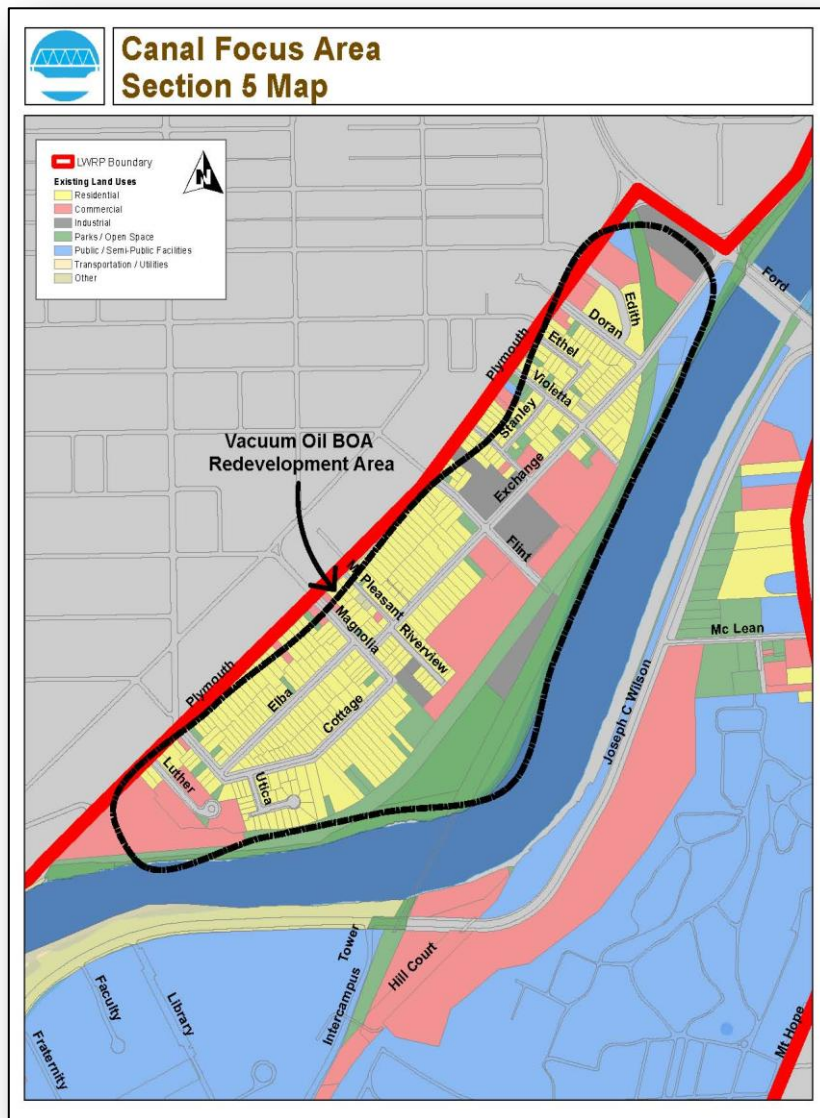 Canal Focus Area
Section 5 Map
LWRP Boundary
Existing Land Uses
Residential
Commercial
Industrial
Parks / Open Space
Public / Semi-Public Facilities
Transportation / Utilities
Other
N
Ford
Edith
Doran
Ethel
Plymouth
Violetta
Stanley
Vacuum Oil BOA
Redevelopment Area
Exchange
Flint
Pleasant
Magnolia
Riverview
Mc Lean
Plymouth
Elba
Cottage
Joseph C Wilson
Luther
Utica
Tower
Hill Court
Intercampus
Faculty
Library
Fraternity
Mt Hope